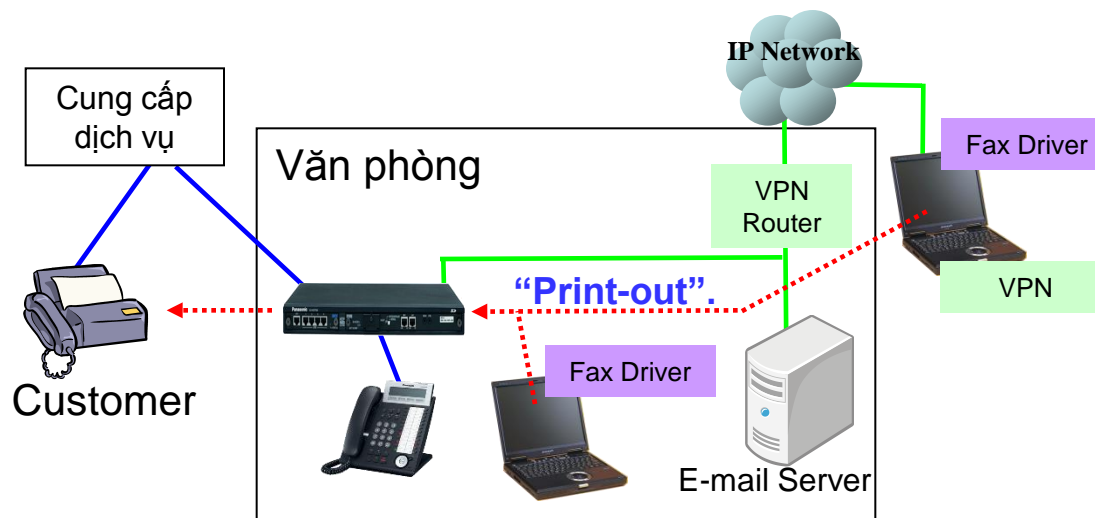 IP Network
Cung cấp
dịch vụ
Fax Driver
Văn phòng
VPN
Router
VPN
“Print-out”.
Panasonic
Fax Driver
Customer
E-mail Server